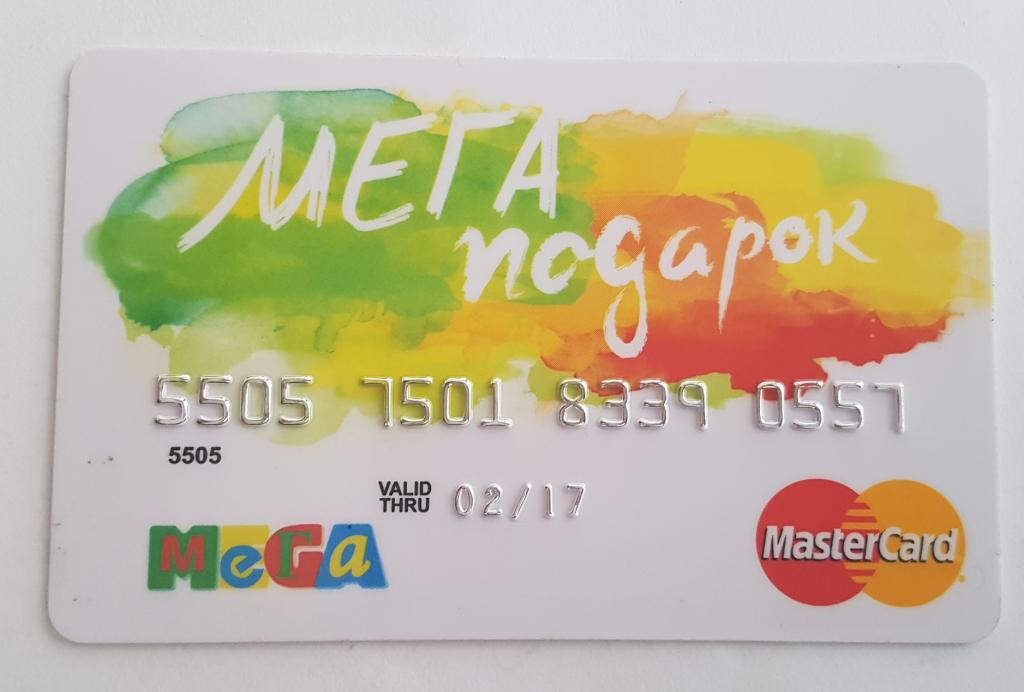 МЕГА
подарок
5505 7501 8339 0557
5505
VALID
THRU 02/17
МеГа
MasterCard